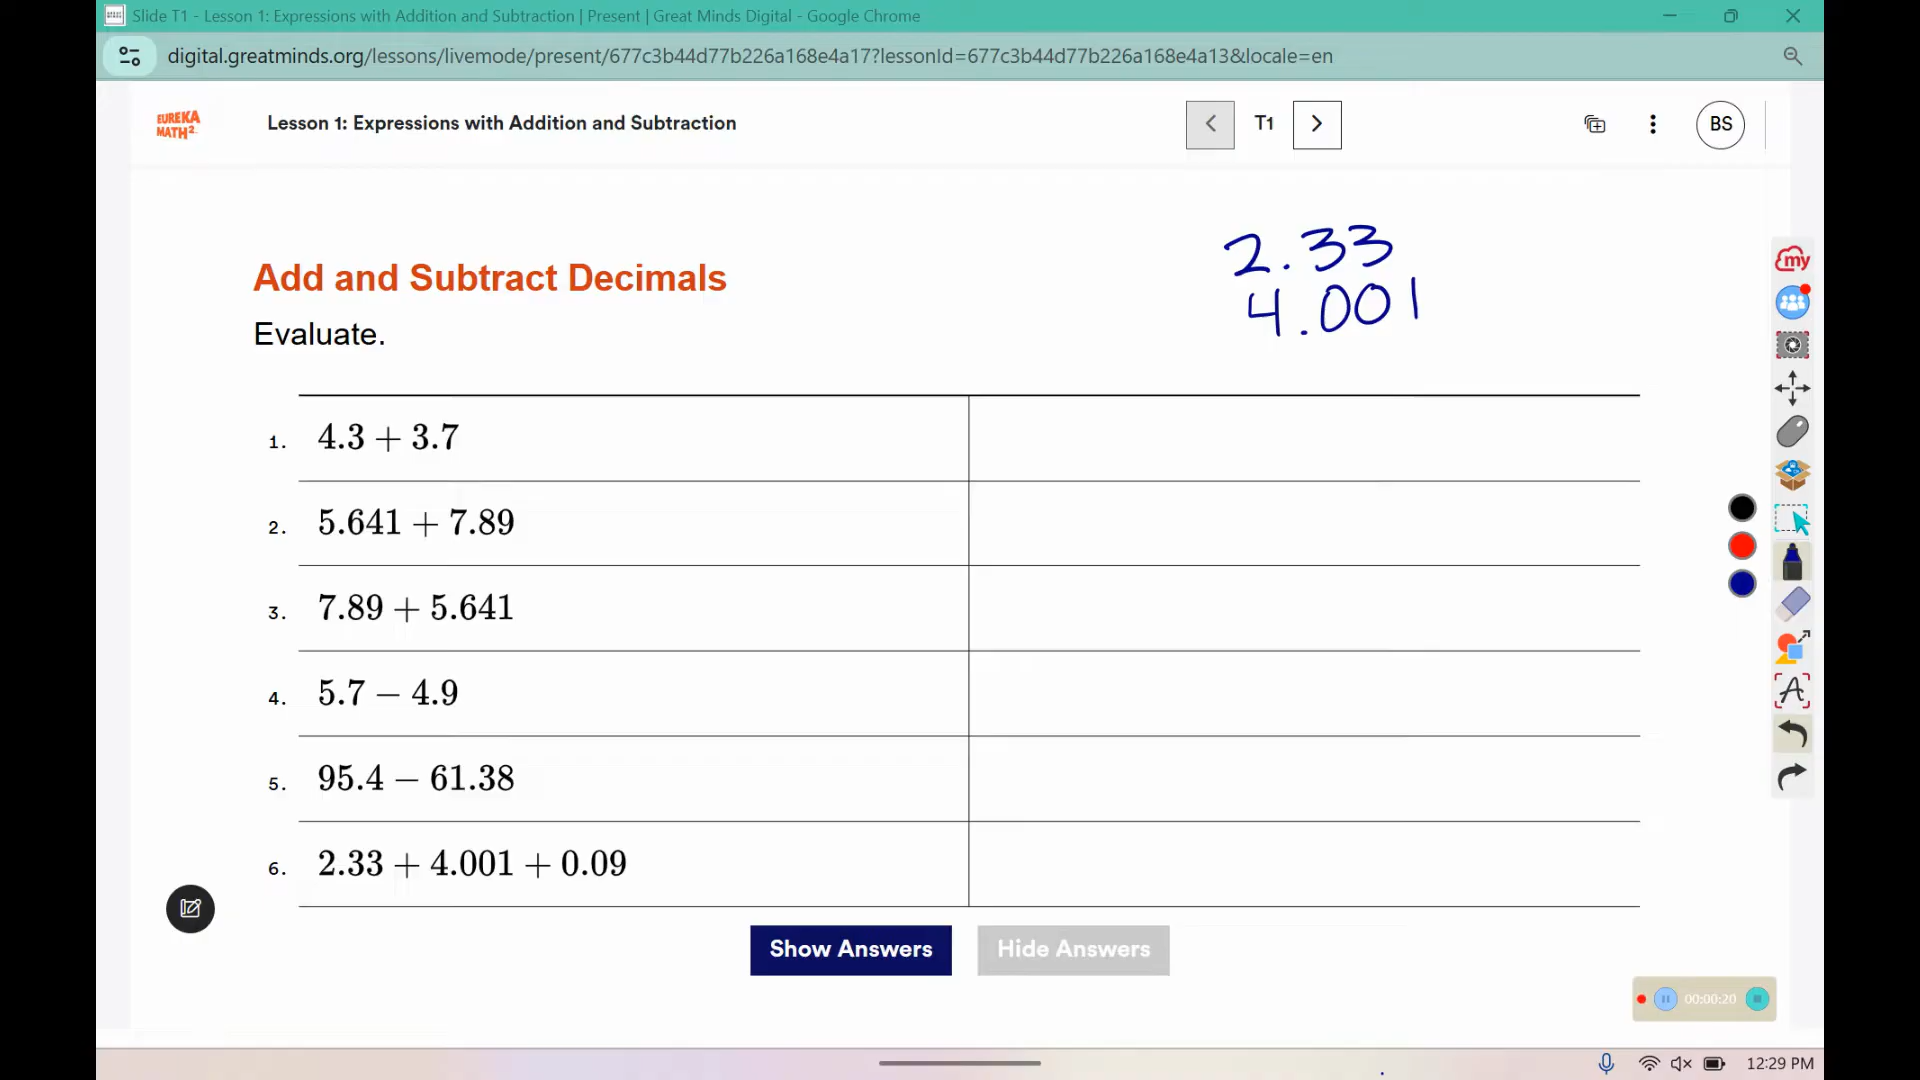 Slide T1 - Lesson 1: Expressions with Addition and Subtraction | Present | Great Minds Digital - Google Chrome
digital.greatminds.org/lessons/livemode/present/677c3b44d77b226a168e4a17?lessonId=677c3b44d77b226a168e4a13&locale=en
EUREKA
MATH²
Lesson 1: Expressions with Addition and Subtraction
T1
BS
2.33
4.001
my
Add and Subtract Decimals
Evaluate.
1. 4.3 + 3.7
2. 5.641 + 7.89
3. 7.89 + 5.641
4. 5.7 − 4.9
5. 95.4 − 61.38
6. 2.33 + 4.001 + 0.09
A
Show Answers
Hide Answers
00:00:20
12:29 PM